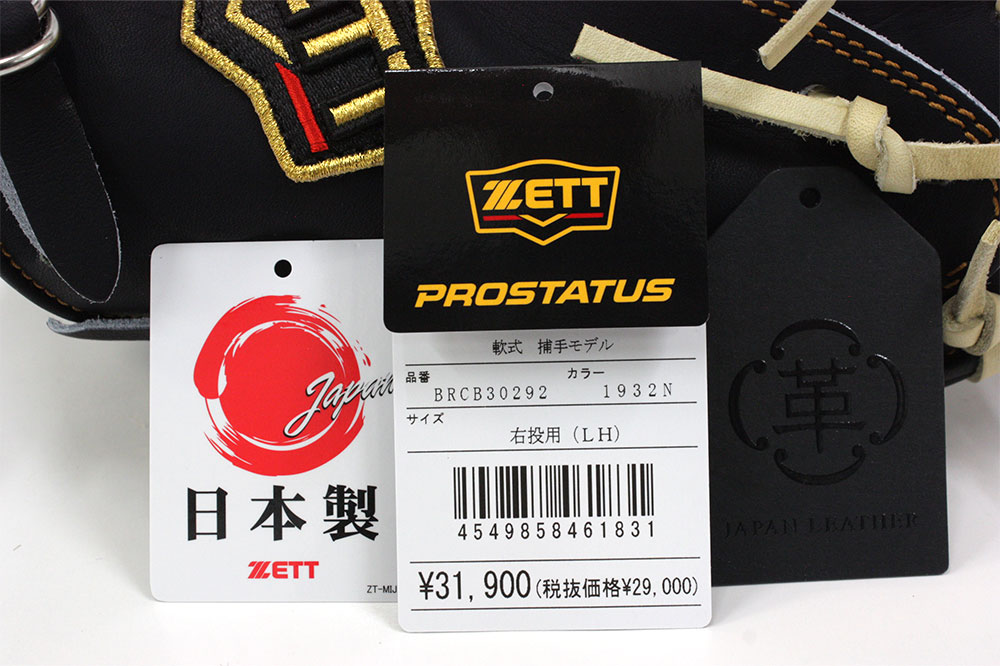 ZETT
PROSTATUS
軟式 捕手モデル
品番 カラー
BRCB30292 1932N
サイズ
右投用(LH)
4549858461831
¥31,900(税抜価格¥29,000)
Japan
日本製
ZETT
ZT-MIJ
革
JAPAN LEATHER